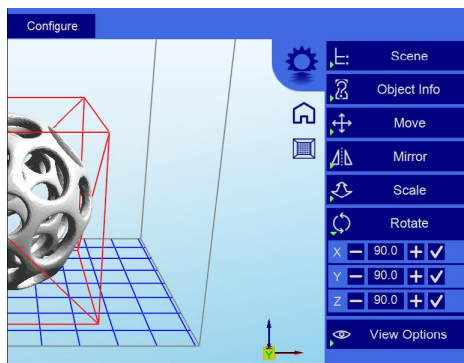 Configure
Scene
Object Info
Move
Mirror
Scale
Rotate
X 90.0
Y 90.0
Z 90.0
View Options
Y